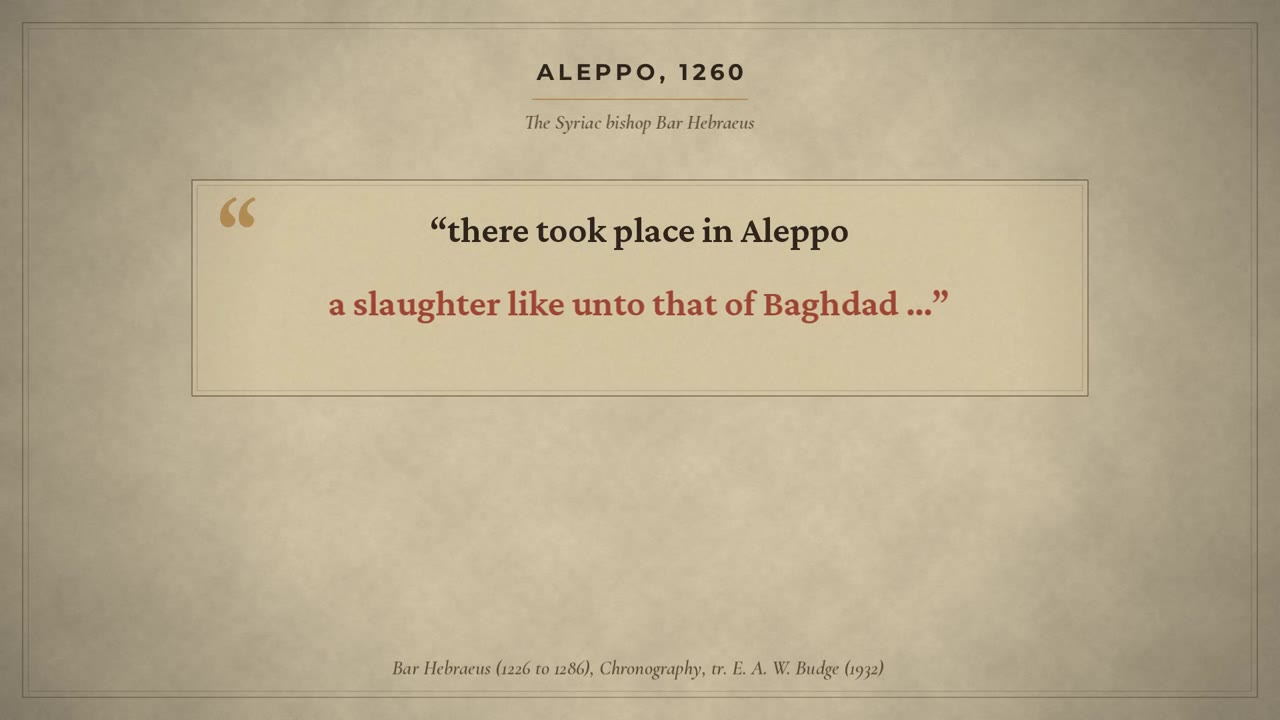 ALEPPO, 1260
The Syriac bishop Bar Hebraeus
“
“there took place in Aleppo
a slaughter like unto that of Baghdad ...”
Bar Hebraeus (1226 to 1286), Chronography, tr. E. A. W. Budge (1932)